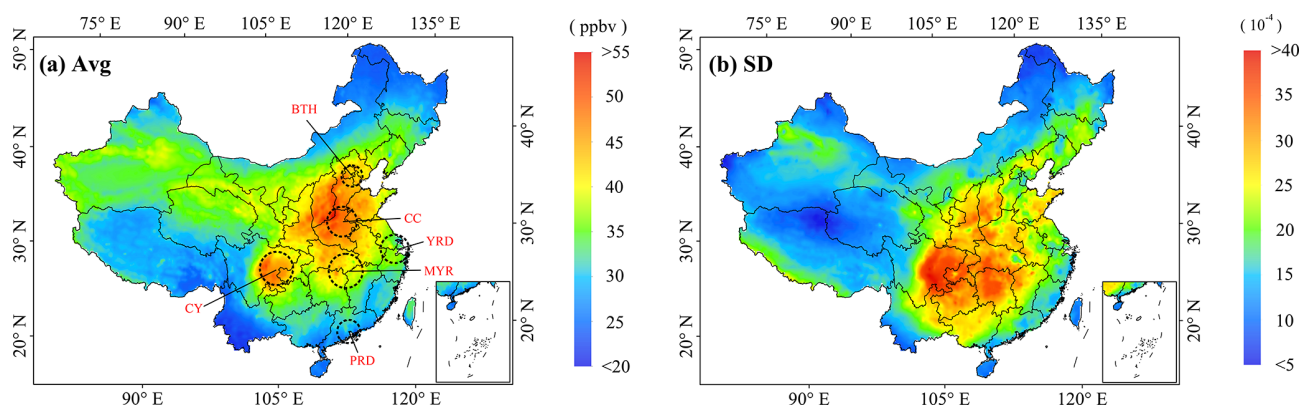 75° E 90° E 105° E 120° E 135° E
( ppbv )
(a) Avg
50° N
40° N
30° N
20° N
40° N
30° N
20° N
BTH
CC
YRD
MYR
CY
PRD
>55
50
45
40
35
30
25
<20
90° E 105° E 120° E
75° E 90° E 105° E 120° E 135° E
( 10⁻⁴ )
(b) SD
50° N
40° N
30° N
20° N
40° N
30° N
20° N
>40
35
30
25
20
15
10
<5
90° E 105° E 120° E